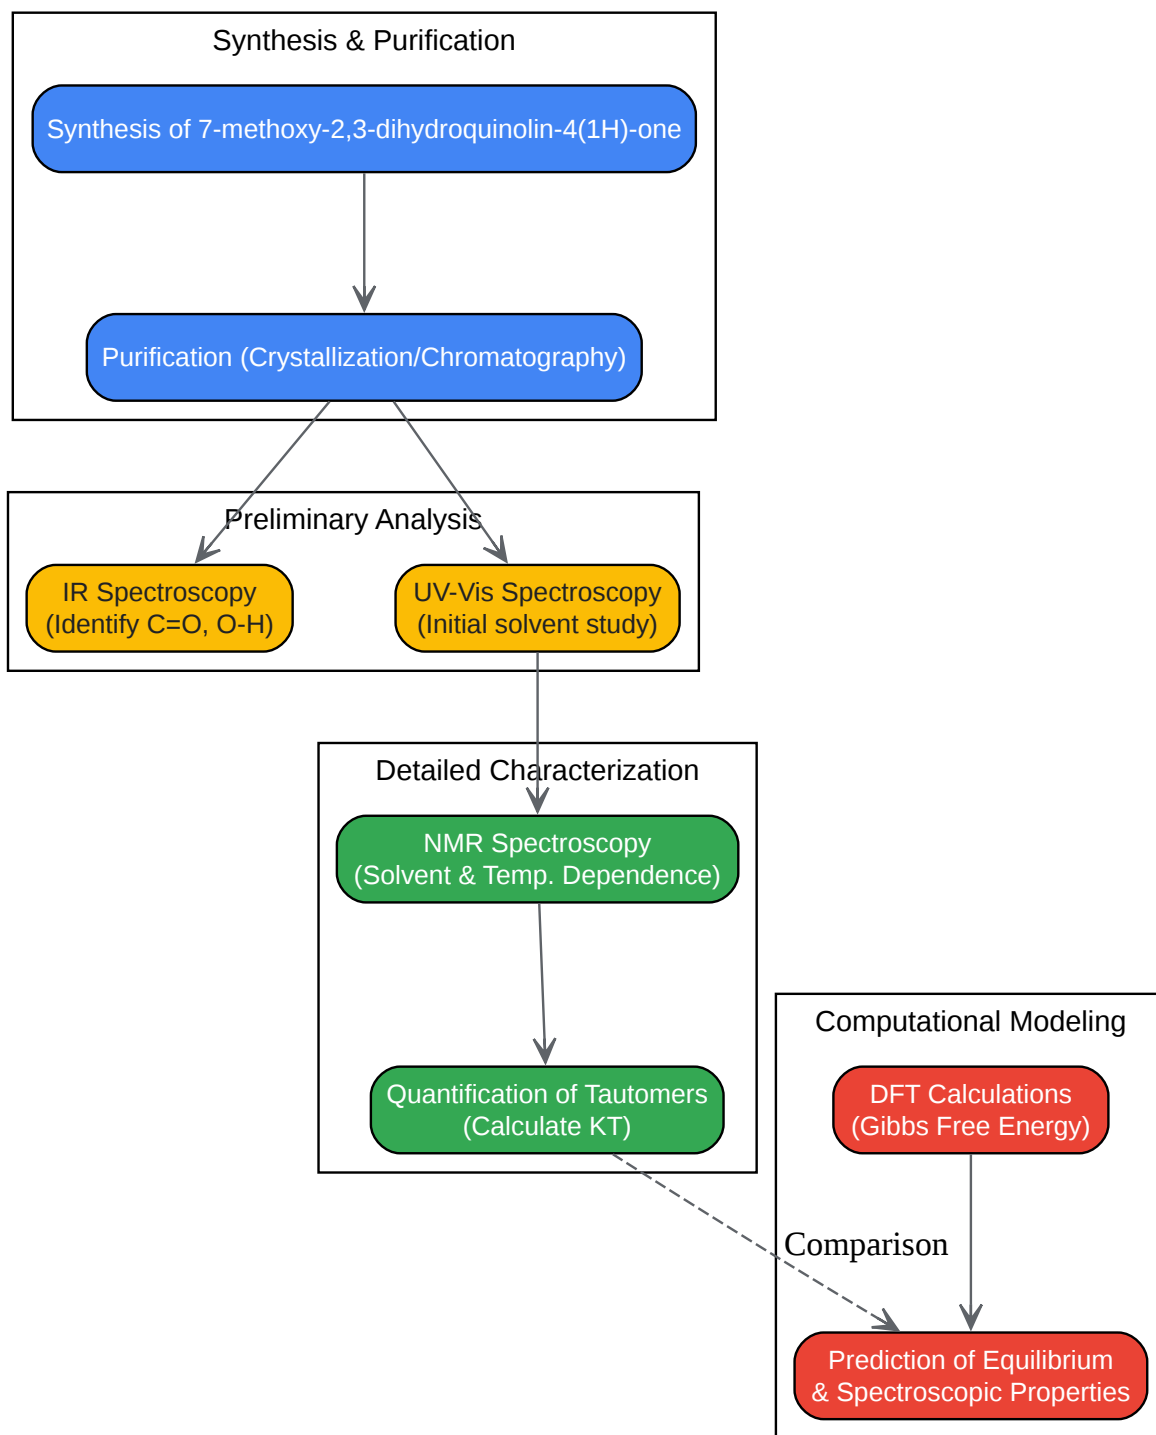 Synthesis & Purification
Synthesis of 7-methoxy-2,3-dihydroquinolin-4(1H)-one
Purification (Crystallization/Chromatography)
Preliminary Analysis
IR Spectroscopy
(Identify C=O, O-H)
UV-Vis Spectroscopy
(Initial solvent study)
Detailed Characterization
NMR Spectroscopy
(Solvent & Temp. Dependence)
Quantification of Tautomers
(Calculate KT)
Computational Modeling
DFT Calculations
(Gibbs Free Energy)
Comparison
Prediction of Equilibrium
& Spectroscopic Properties